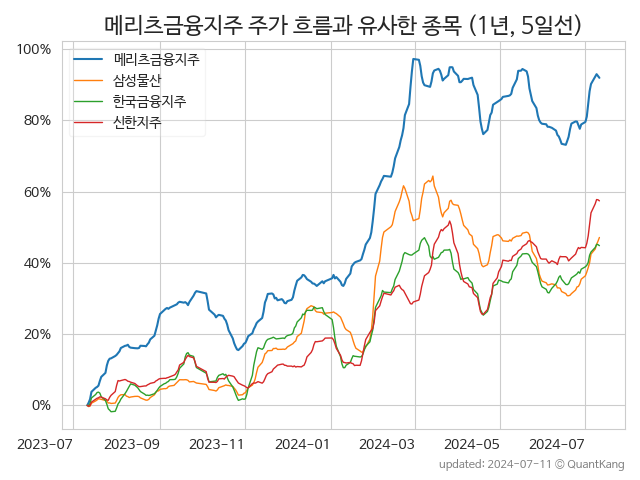 메리츠금융지주 주가 흐름과 유사한 종목 (1년, 5일선)
메리츠금융지주
삼성물산
한국금융지주
신한지주
100%
80%
60%
40%
20%
0%
2023-07 2023-09 2023-11 2024-01 2024-03 2024-05 2024-07
updated: 2024-07-11 © QuantKang